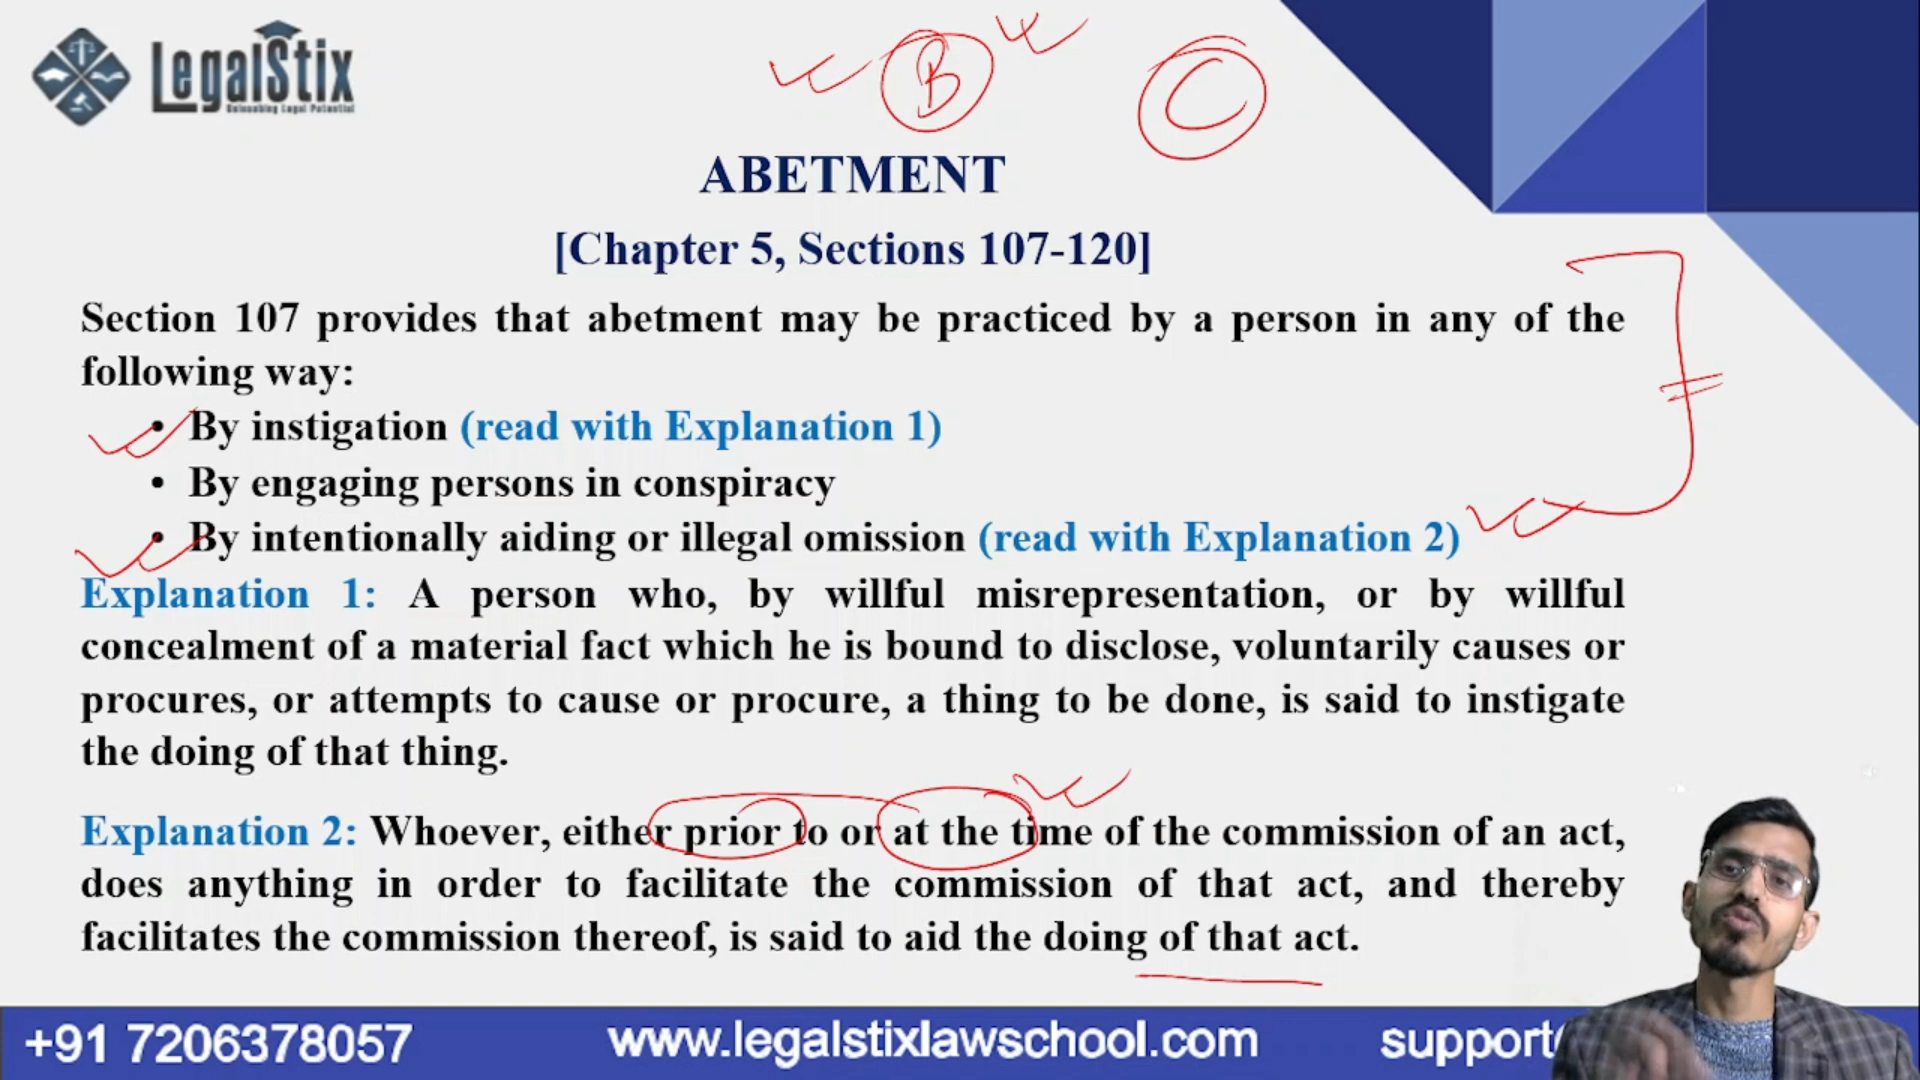 LegalStix
Unlocking Legal Potential
B
C
ABETMENT
[Chapter 5, Sections 107-120]
Section 107 provides that abetment may be practiced by a person in any of the
following way:
• By instigation (read with Explanation 1)
• By engaging persons in conspiracy
• By intentionally aiding or illegal omission (read with Explanation 2)
Explanation 1: A person who, by willful misrepresentation, or by willful
concealment of a material fact which he is bound to disclose, voluntarily causes or
procures, or attempts to cause or procure, a thing to be done, is said to instigate
the doing of that thing.
Explanation 2: Whoever, either prior to or at the time of the commission of an act,
does anything in order to facilitate the commission of that act, and thereby
facilitates the commission thereof, is said to aid the doing of that act.
+91 7206378057 www.legalstixlawschool.com support